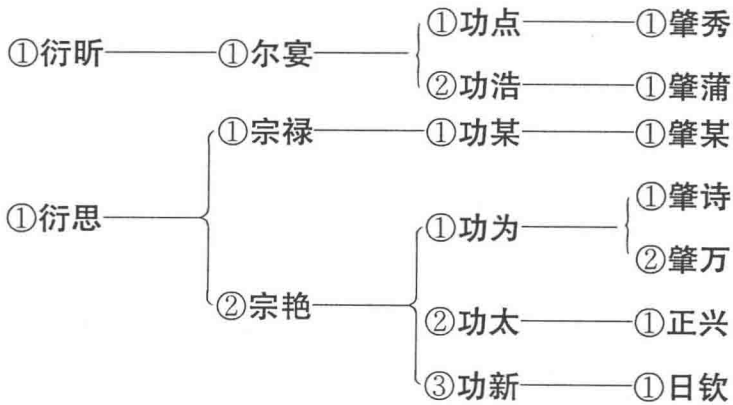 ①功点 ①肇秀
①衍昕 ①尔宴
②功浩 ①肇蒲
①宗禄 ①功某 ①肇某
①肇诗
①衍思 ①功为
②肇万
②宗艳 ②功太 ①正兴
③功新 ①日钦